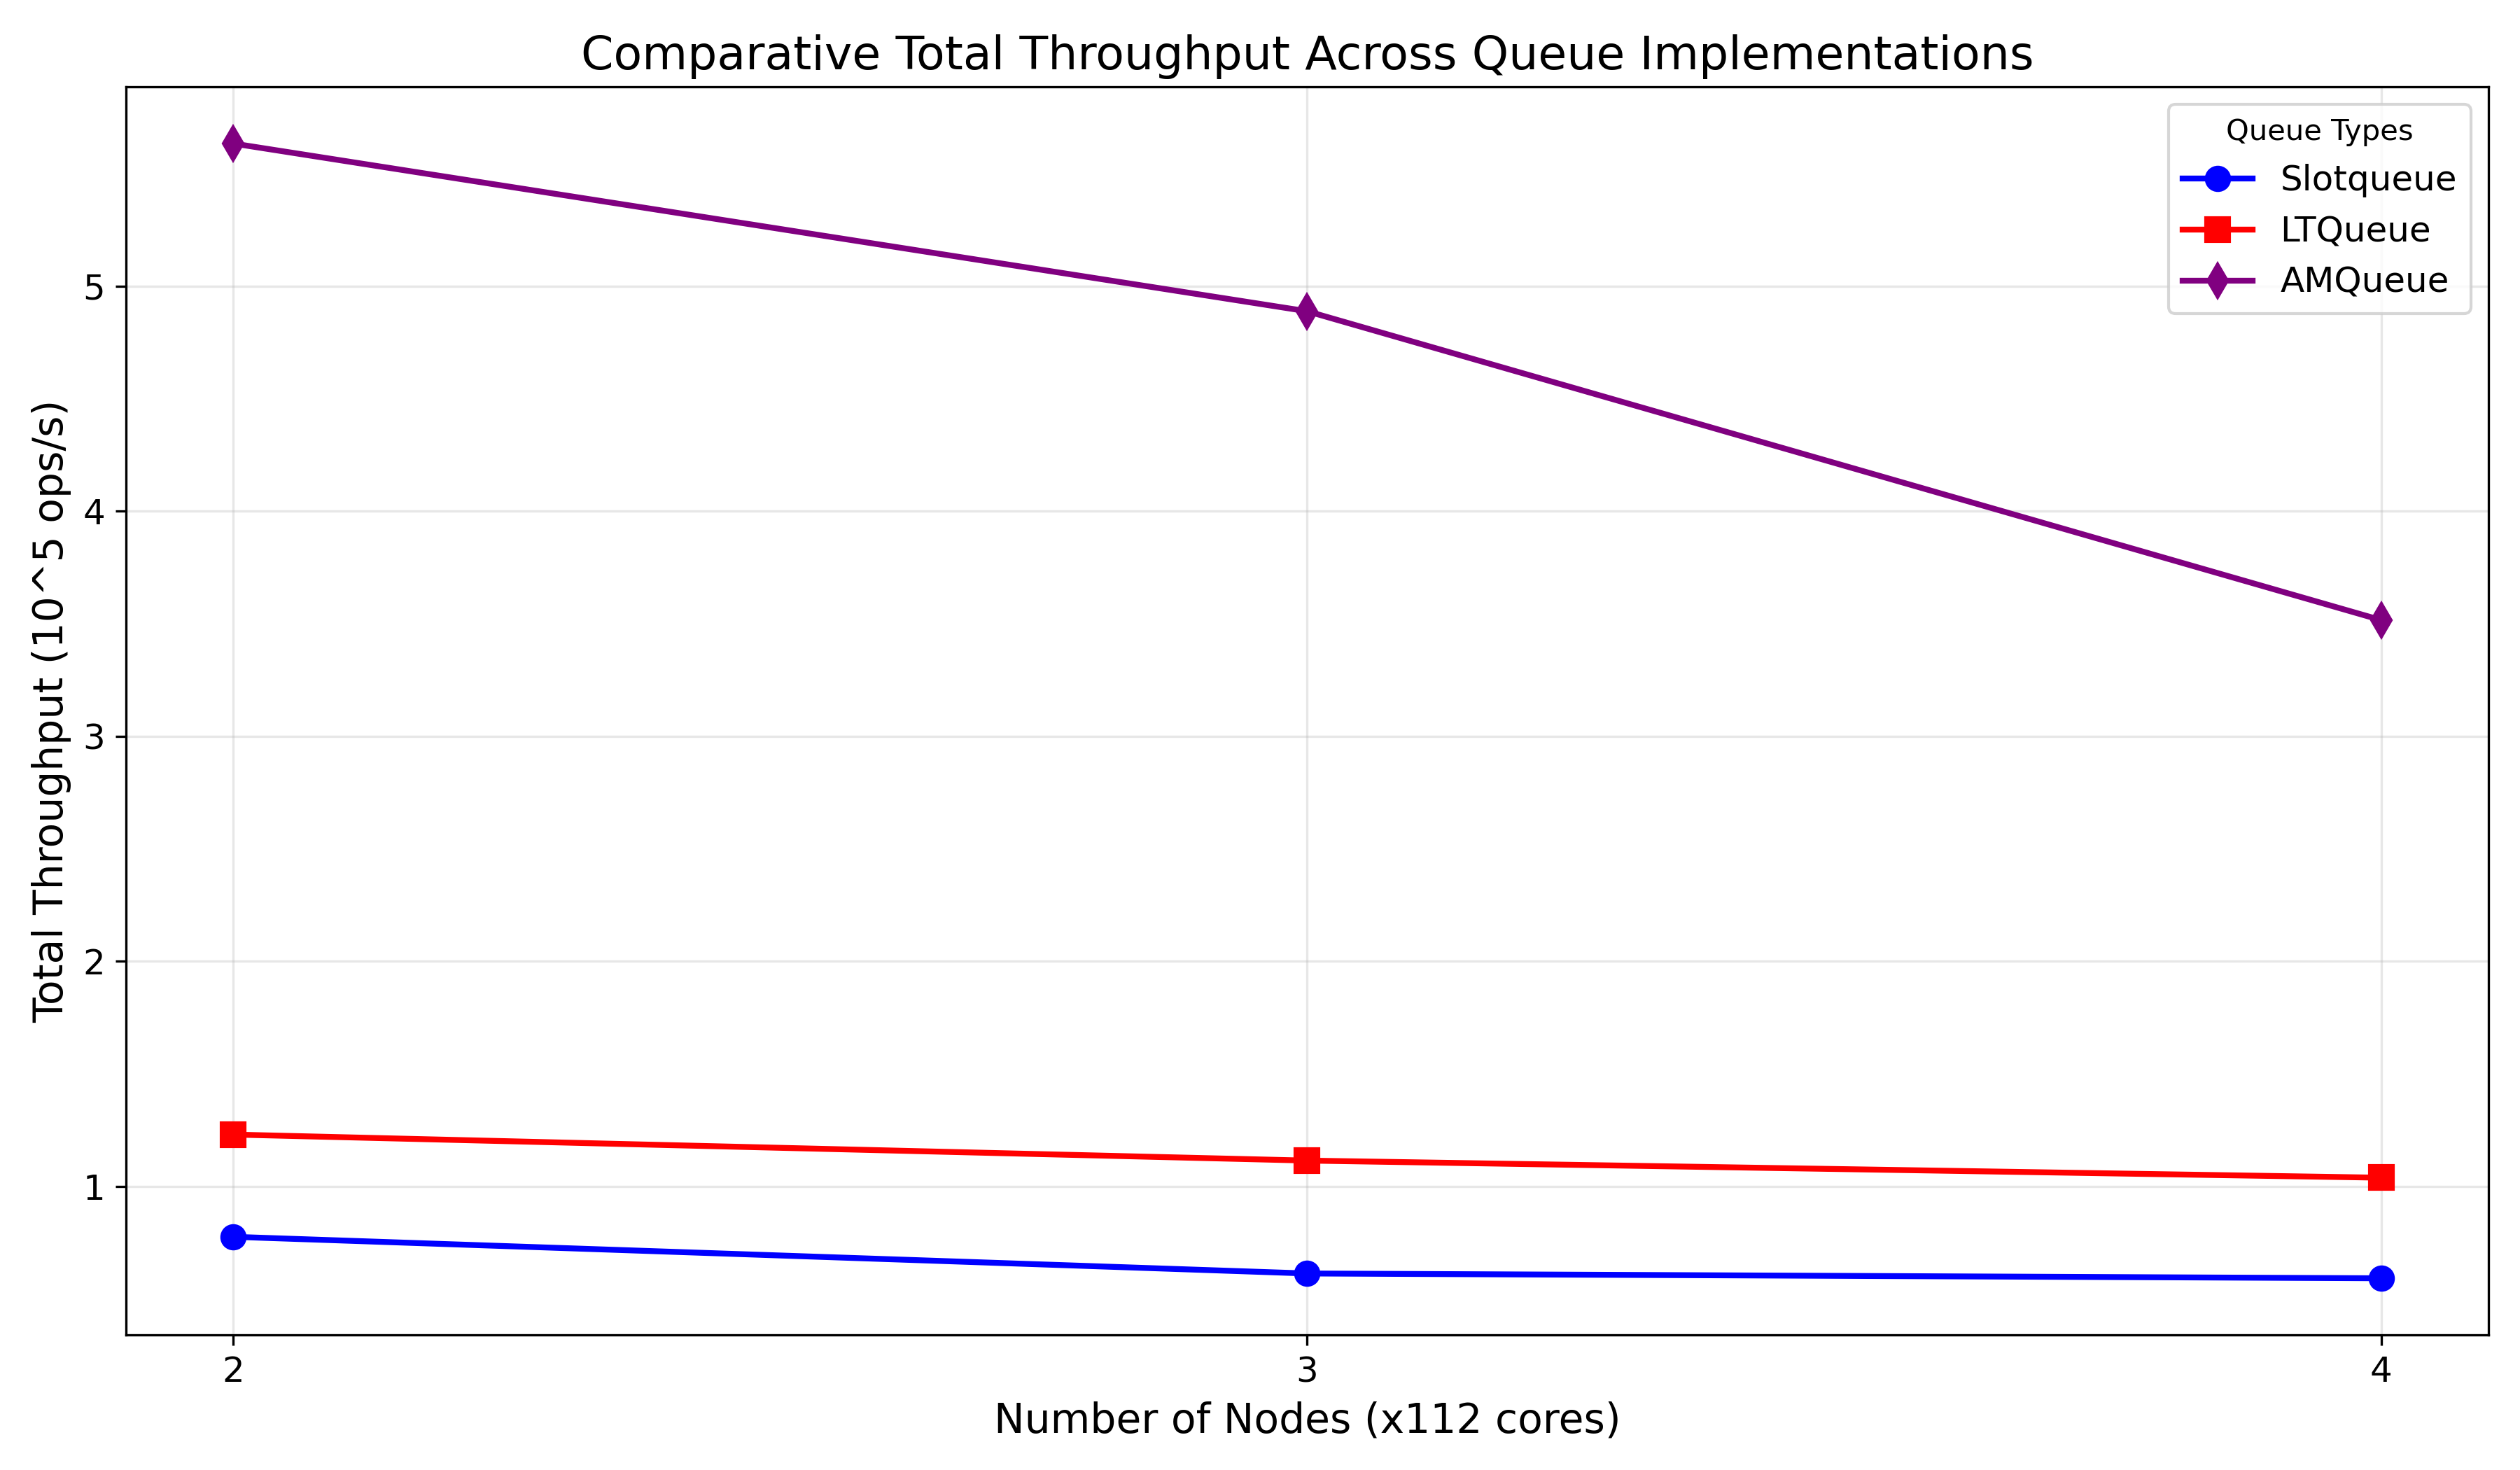 Comparative Total Throughput Across Queue Implementations
Queue Types
Slotqueue
LTQueue
AMQueue
Total Throughput (10^5 ops/s)
5
4
3
2
1
2
3
4
Number of Nodes (x112 cores)